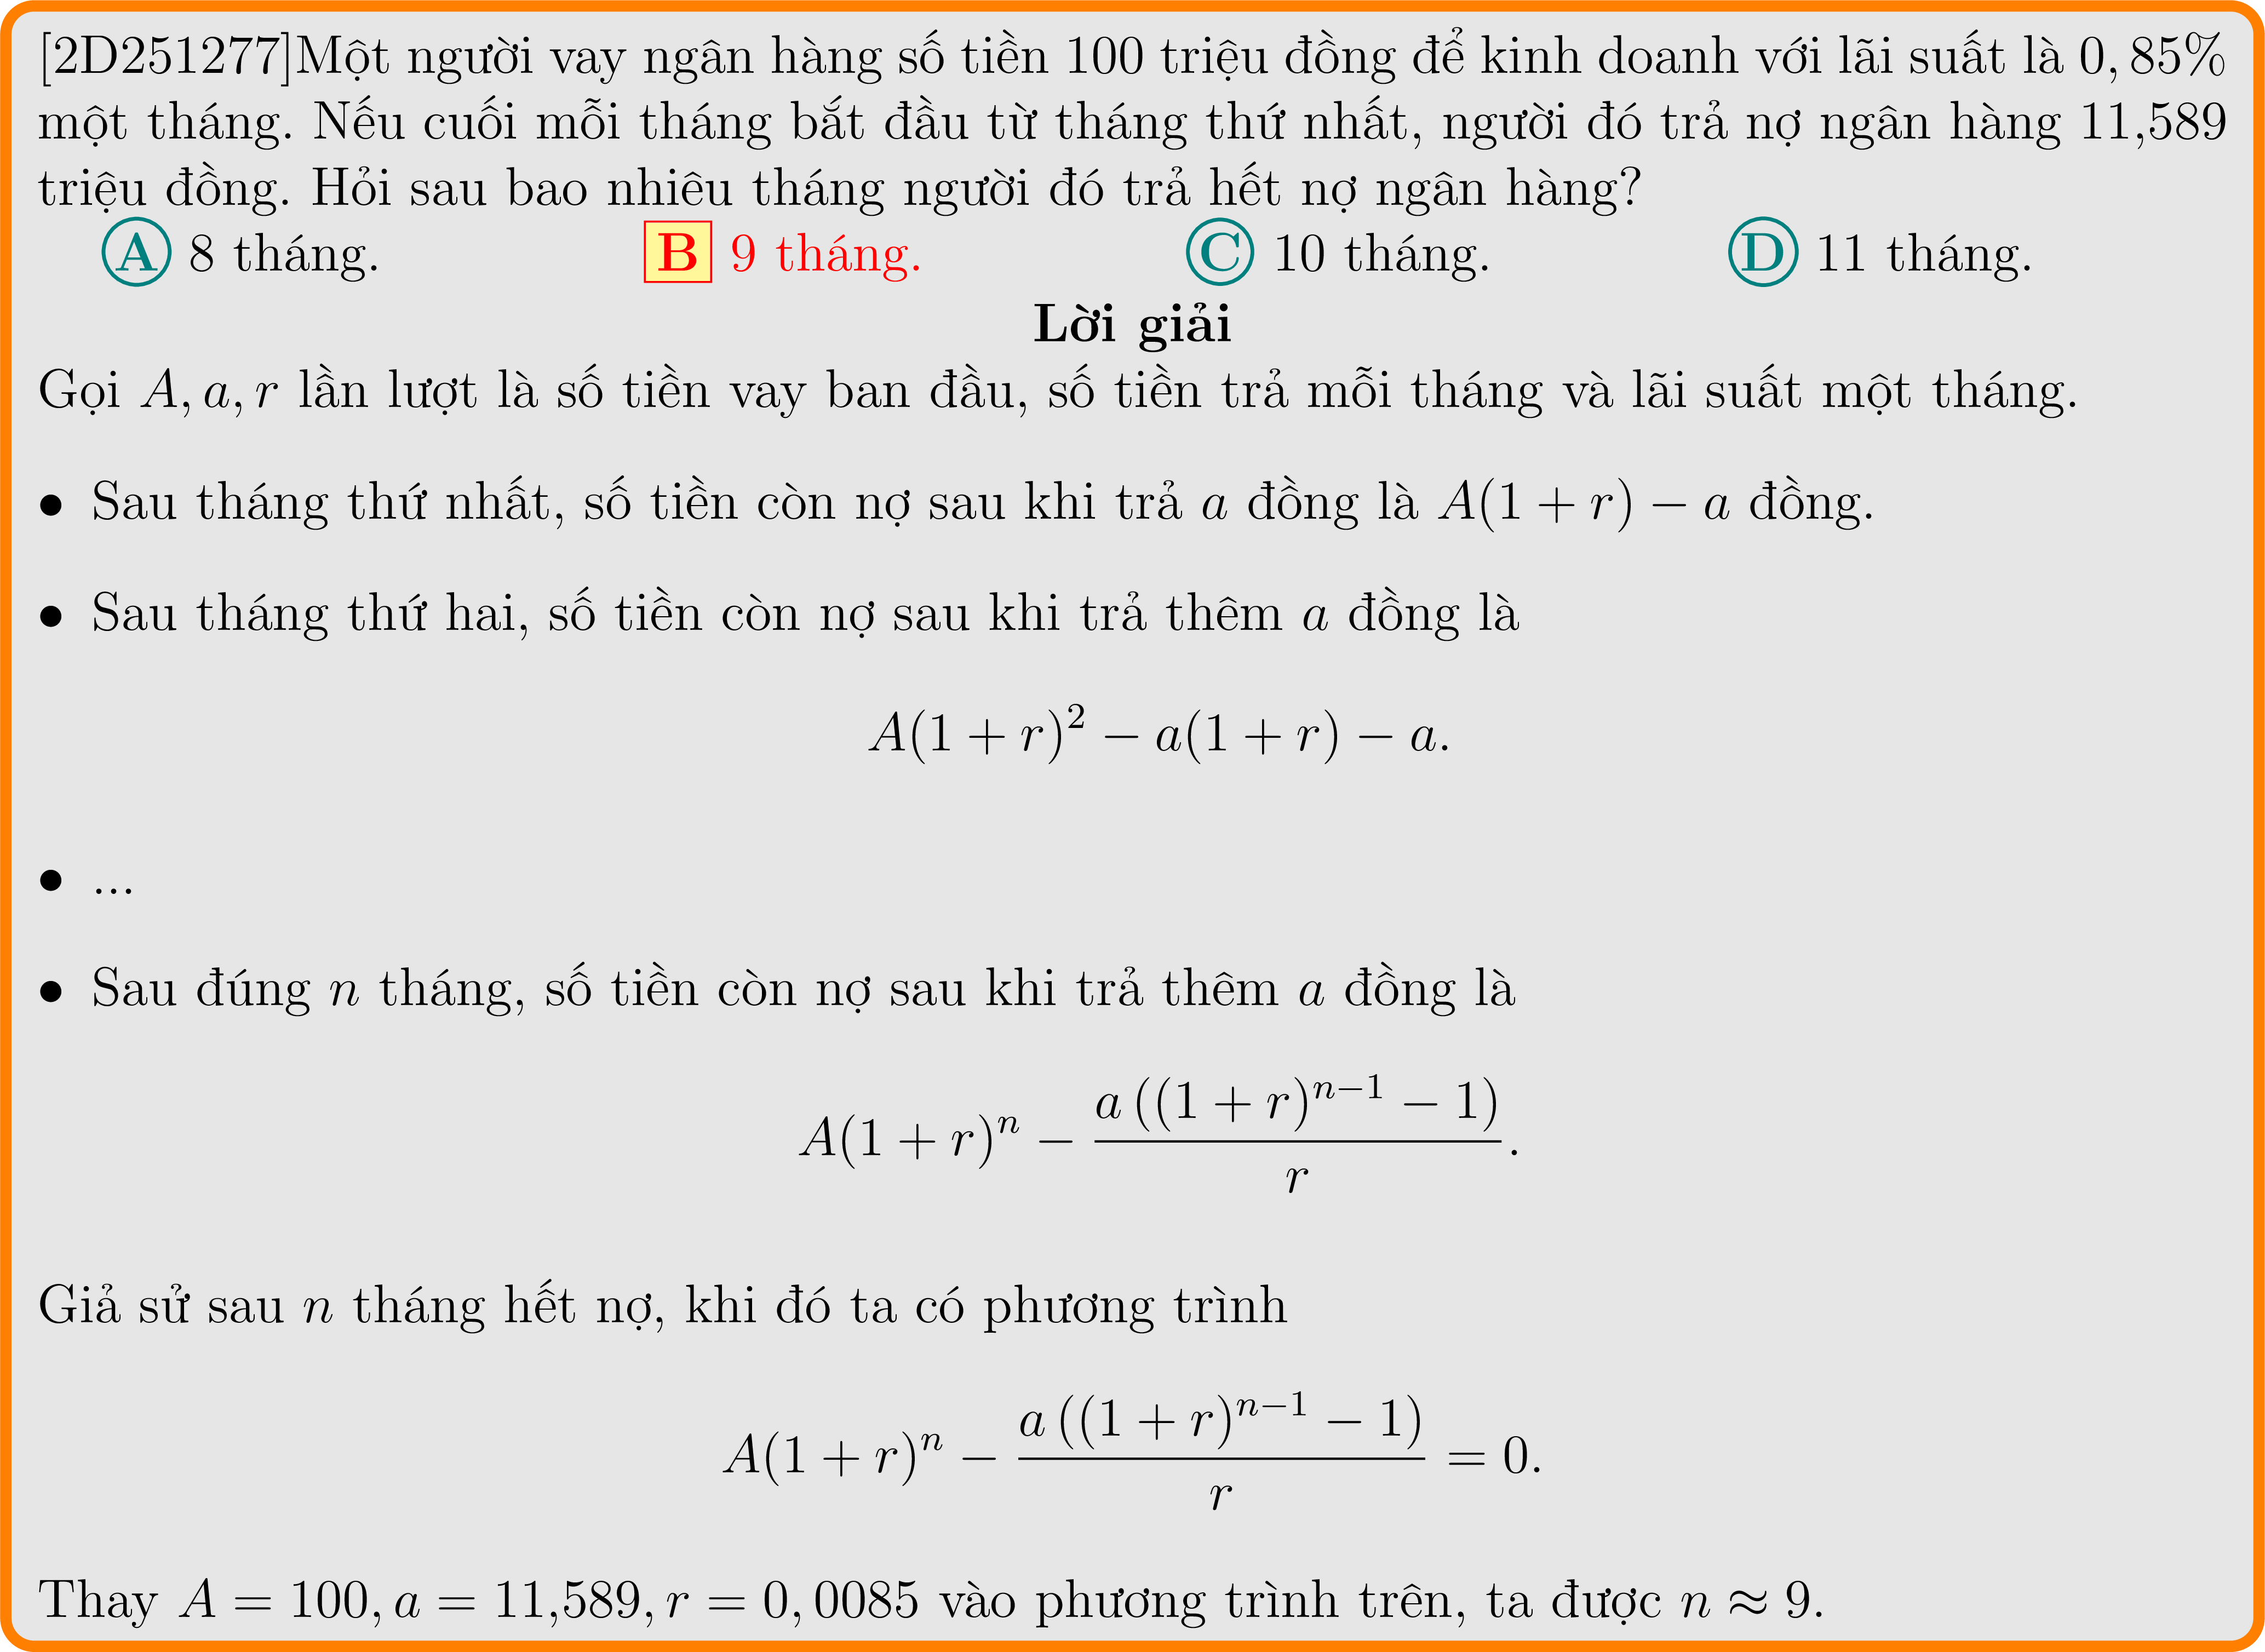 [2D251277]Một người vay ngân hàng số tiền 100 triệu đồng để kinh doanh với lãi suất là 0, 85%
một tháng. Nếu cuối mỗi tháng bắt đầu từ tháng thứ nhất, người đó trả nợ ngân hàng 11,589
triệu đồng. Hỏi sau bao nhiêu tháng người đó trả hết nợ ngân hàng?
A 8 tháng. B 9 tháng. C 10 tháng. D 11 tháng.
Lời giải
Gọi A, a, r lần lượt là số tiền vay ban đầu, số tiền trả mỗi tháng và lãi suất một tháng.
• Sau tháng thứ nhất, số tiền còn nợ sau khi trả a đồng là A(1 + r) − a đồng.
• Sau tháng thứ hai, số tiền còn nợ sau khi trả thêm a đồng là
A(1 + r)² − a(1 + r) − a.
• ...
• Sau đúng n tháng, số tiền còn nợ sau khi trả thêm a đồng là
A(1 + r)^n − \frac{a ((1 + r)^{n−1} − 1)}{r}.
Giả sử sau n tháng hết nợ, khi đó ta có phương trình
A(1 + r)^n − \frac{a ((1 + r)^{n−1} − 1)}{r} = 0.
Thay A = 100, a = 11,589, r = 0, 0085 vào phương trình trên, ta được n ≈ 9.